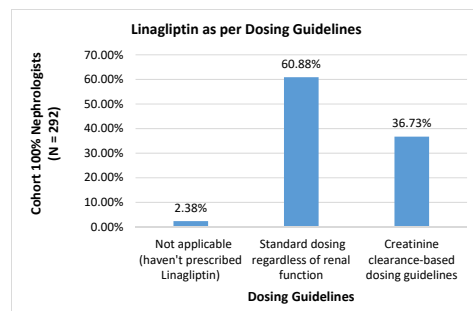 Linagliptin as per Dosing Guidelines
Cohort 100% Nephrologists
(N = 292)
70.00%
60.00%
50.00%
40.00%
30.00%
20.00%
10.00%
0.00%
2.38%
60.88%
36.73%
Not applicable
(haven't prescribed
Linagliptin)
Standard dosing
regardless of renal
function
Creatinine
clearance-based
dosing guidelines
Dosing Guidelines